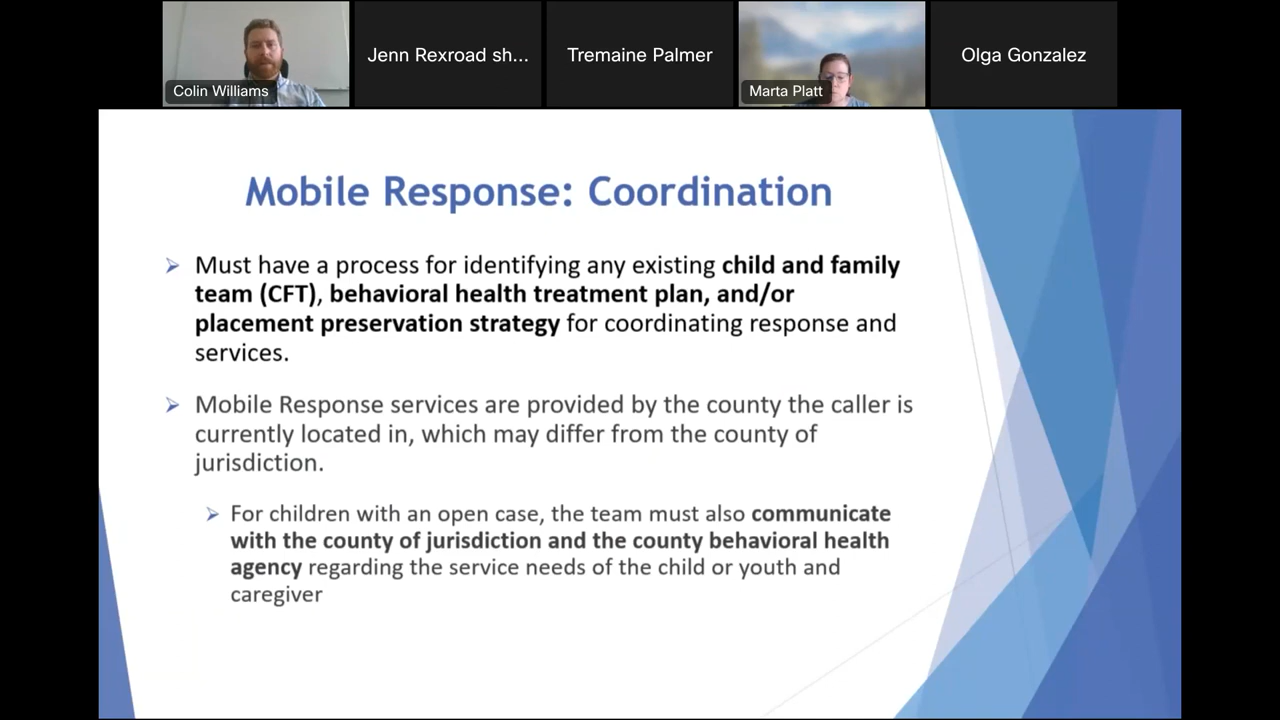 Colin Williams
Jenn Rexroad sh...
Tremaine Palmer
Marta Platt
Olga Gonzalez
Mobile Response: Coordination
Must have a process for identifying any existing child and family
team (CFT), behavioral health treatment plan, and/or
placement preservation strategy for coordinating response and
services.
Mobile Response services are provided by the county the caller is
currently located in, which may differ from the county of
jurisdiction.
For children with an open case, the team must also communicate
with the county of jurisdiction and the county behavioral health
agency regarding the service needs of the child or youth and
caregiver